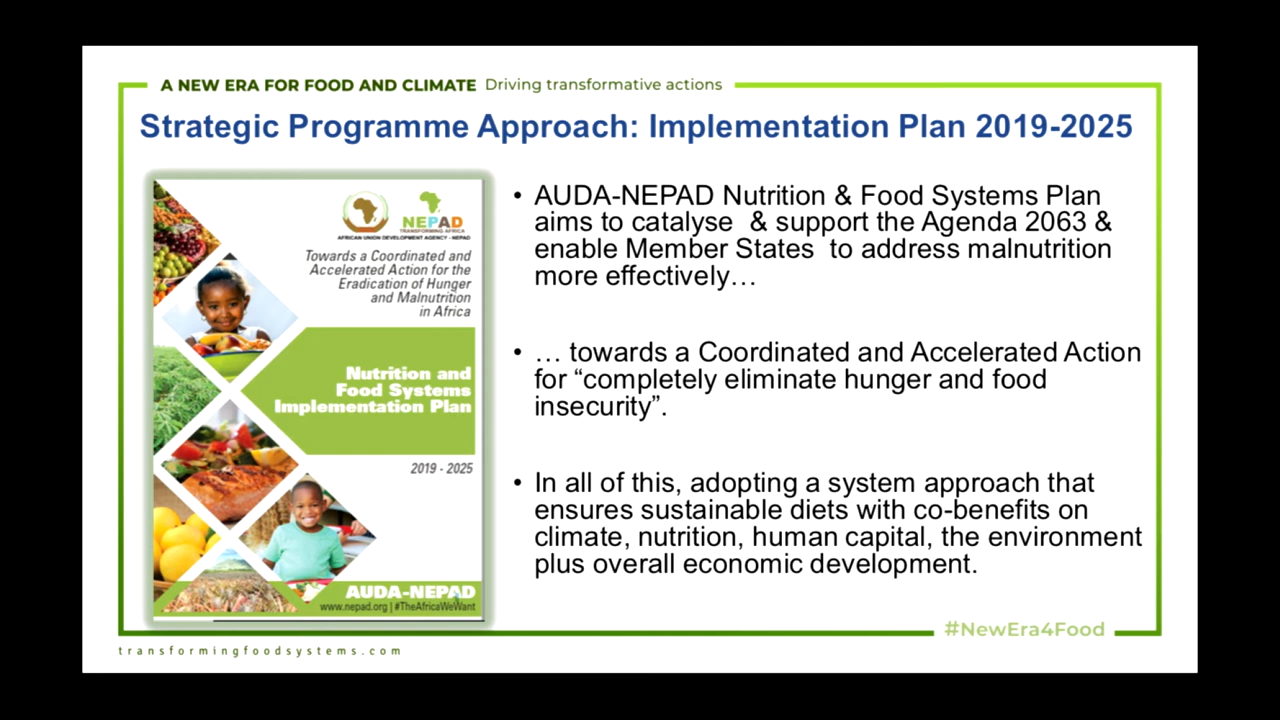 A NEW ERA FOR FOOD AND CLIMATE Driving transformative actions
Strategic Programme Approach: Implementation Plan 2019-2025
NEPAD
TRANSFORMING AFRICA
AFRICAN UNION DEVELOPMENT AGENCY - NEPAD
Towards a Coordinated and
Accelerated Action for the
Eradication of Hunger
and Malnutrition
in Africa
Nutrition and
Food Systems
Implementation Plan
2019 - 2025
AUDA-NEPAD
www.nepad.org | #TheAfricaWeWant
• AUDA-NEPAD Nutrition & Food Systems Plan
aims to catalyse & support the Agenda 2063 &
enable Member States to address malnutrition
more effectively…
• … towards a Coordinated and Accelerated Action
for “completely eliminate hunger and food
insecurity”.
• In all of this, adopting a system approach that
ensures sustainable diets with co-benefits on
climate, nutrition, human capital, the environment
plus overall economic development.
#NewEra4Food
transformingfoodsystems.com